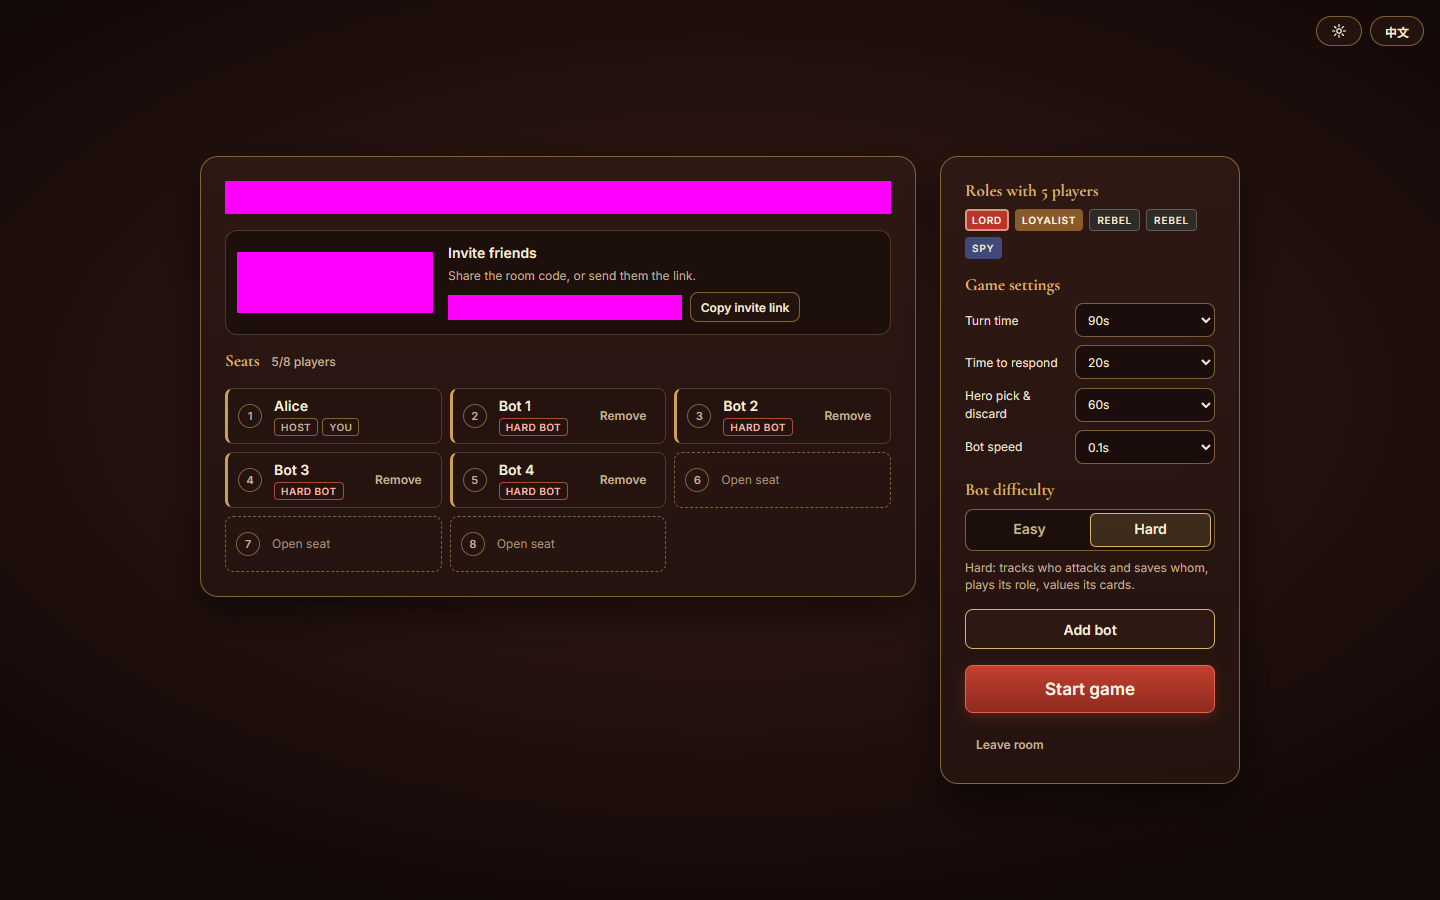 中文
Invite friends
Share the room code, or send them the link.
Copy invite link
Seats 5/8 players
1 Alice
HOST YOU
2 Bot 1 Remove
HARD BOT
3 Bot 2 Remove
HARD BOT
4 Bot 3 Remove
HARD BOT
5 Bot 4 Remove
HARD BOT
6 Open seat
7 Open seat
8 Open seat
Roles with 5 players
LORD LOYALIST REBEL REBEL
SPY
Game settings
Turn time 90s
Time to respond 20s
Hero pick &
discard 60s
Bot speed 0.1s
Bot difficulty
Easy Hard
Hard: tracks who attacks and saves whom,
plays its role, values its cards.
Add bot
Start game
Leave room